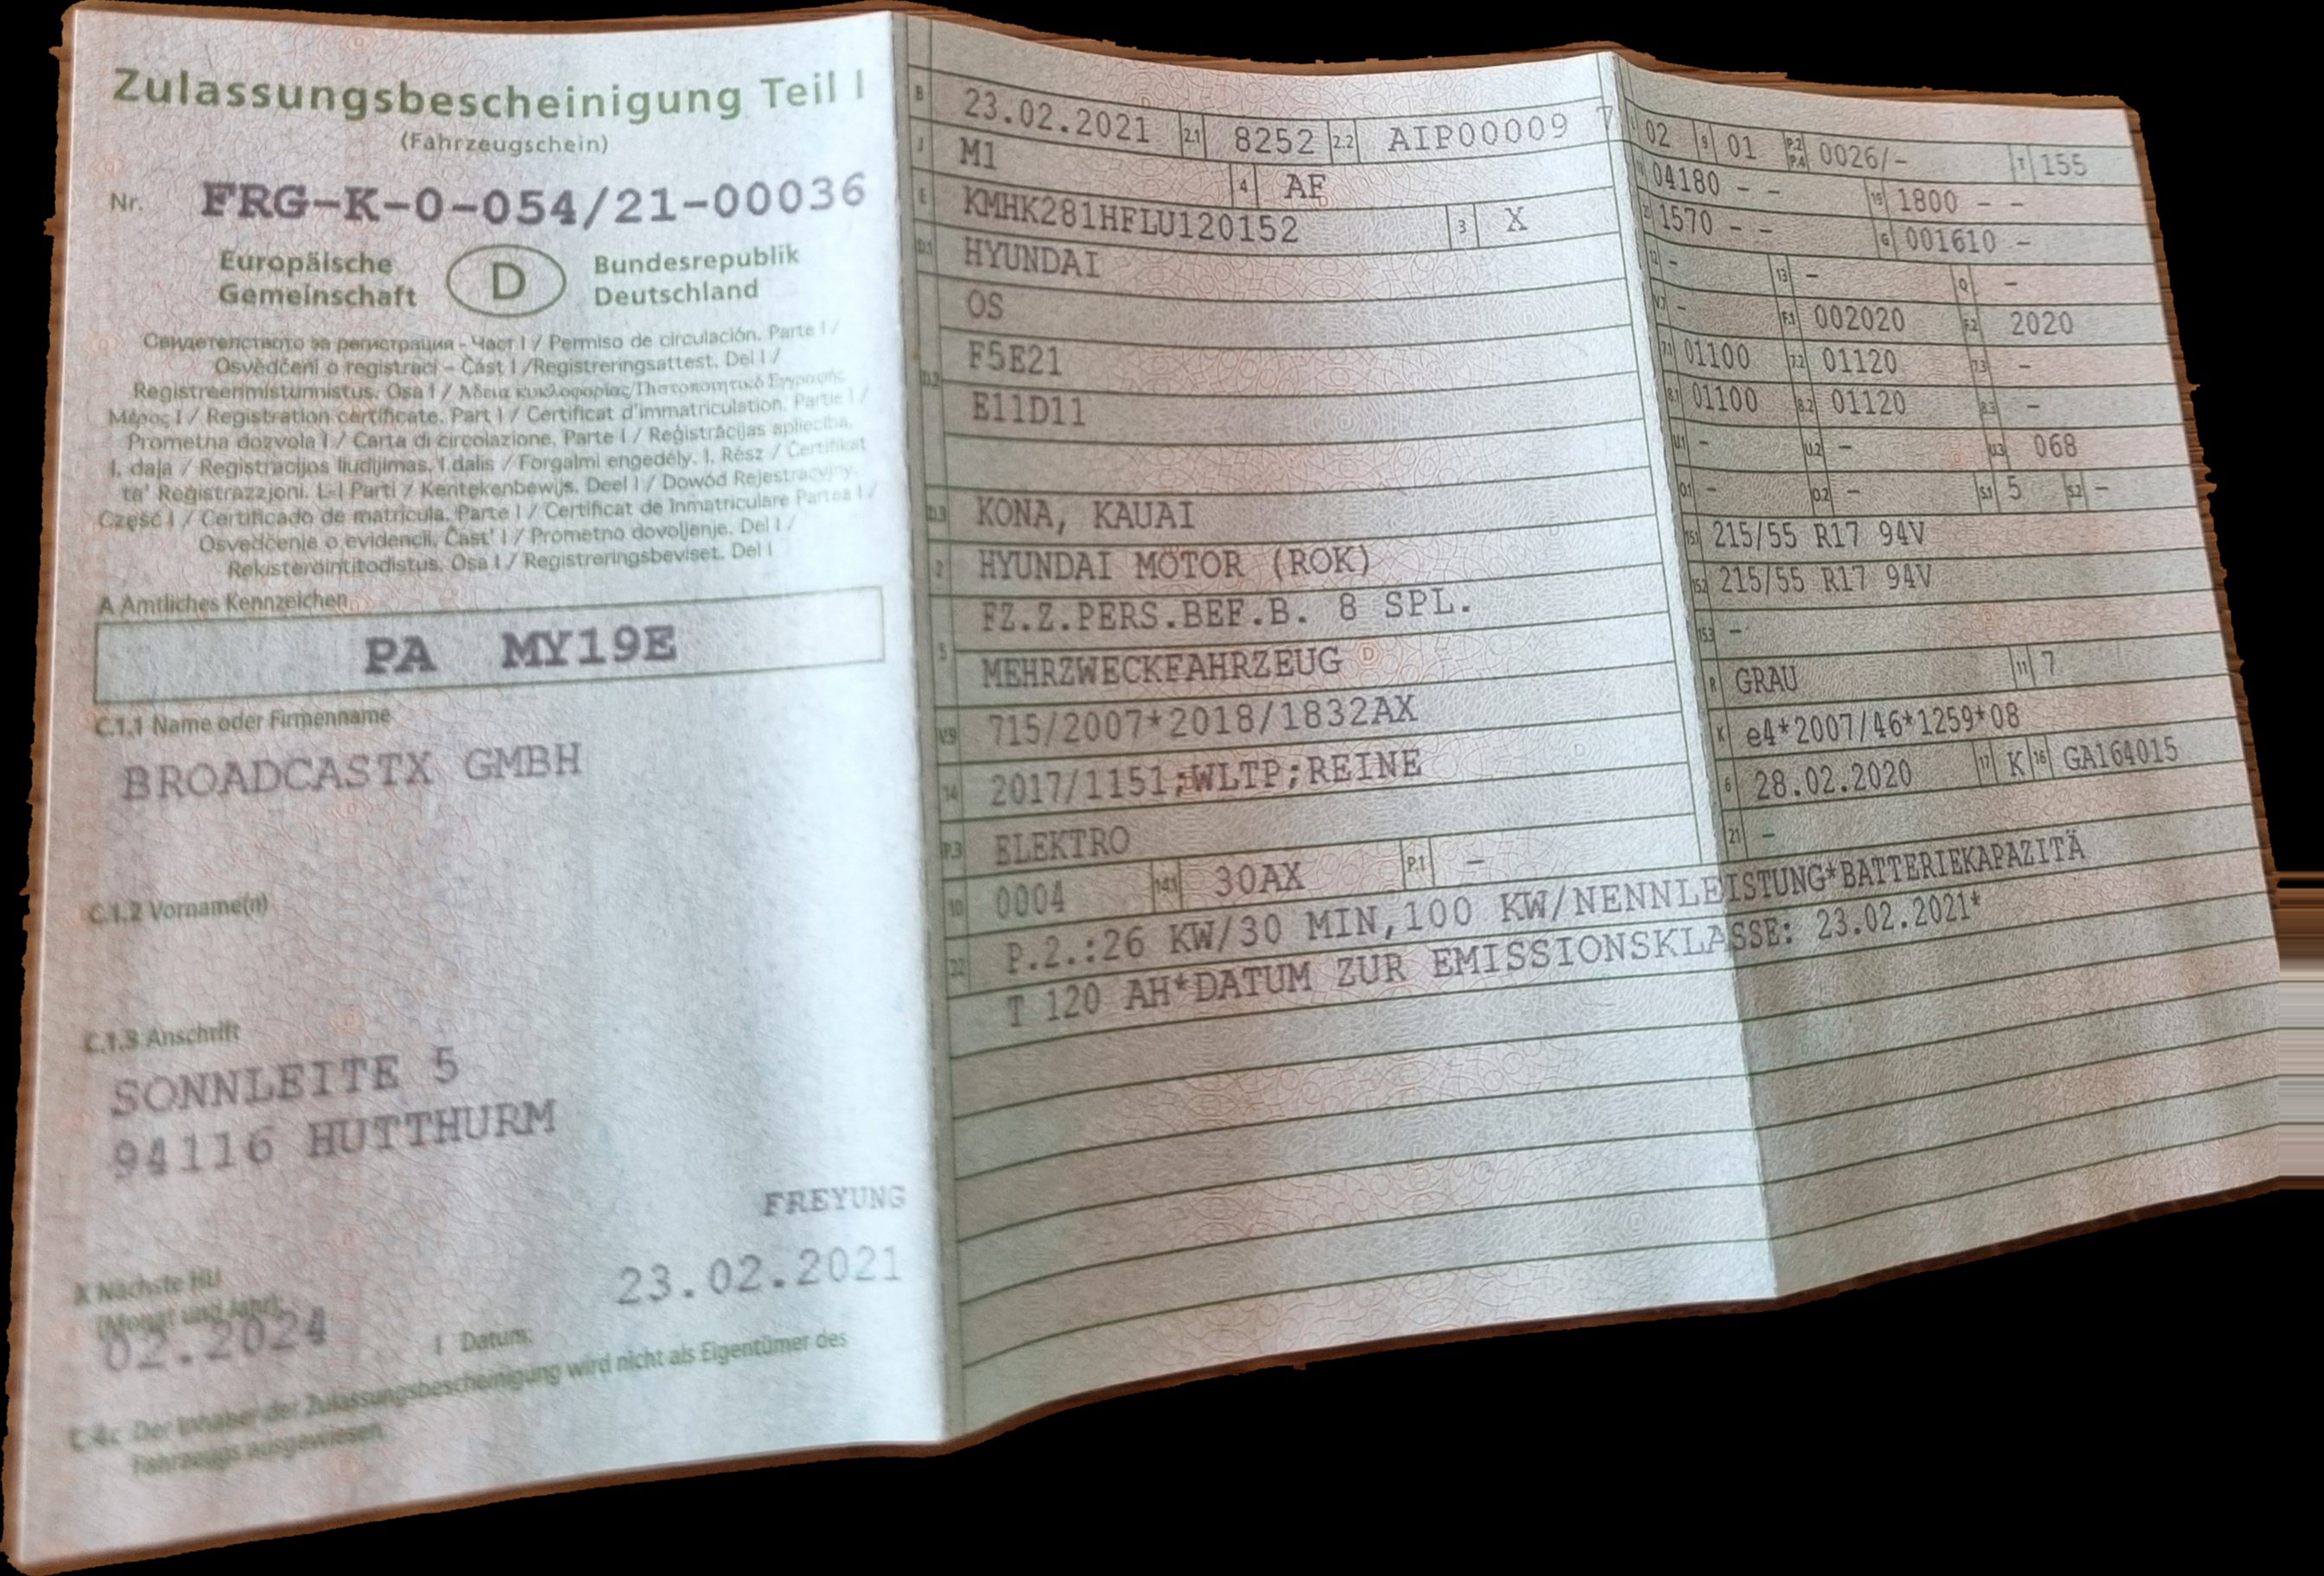 Zulassungsbescheinigung Teil I
(Fahrzeugschein)
Nr. FRG-K-0-054/21-00036
Europäische Gemeinschaft D Bundesrepublik Deutschland
Свидетелството за регистрация - Част I / Permiso de circulación. Parte I /
Osvědčení o registraci – Část I /Registreringsattest. Del I /
Registreerimistunnistus. Osa I / Άδεια κυκλοφορίας/Πιστοποιητικό Εγγραφής
Μέρος I / Registration certificate. Part I / Certificat d'immatriculation. Partie I /
Prometna dozvola I / Carta di circolazione. Parte I / Reģistrācijas apliecība.
I. daļa / Registracijos liudijimas. I dalis / Forgalmi engedély. I. Rész / Ċertifikat
ta' Reġistrazzjoni. L-I Parti / Kentekenbewijs. Deel I / Dowód Rejestracyjny.
Część I / Certificado de matrícula. Parte I / Certificat de înmatriculare Partea I /
Osvedčenie o evidencii. Časť I / Prometno dovoljenje. Del I /
Rekisteröintitodistus. Osa I / Registreringsbeviset. Del I
A Amtliches Kennzeichen
PA MY19E
C.1.1 Name oder Firmenname
BROADCASTX GMBH
C.1.2 Vorname(n)
C.1.3 Anschrift
SONNLEITE 5
94116 HUTTHURM
FREYUNG
X Nächste HU
(Monat und Jahr)
02.2024
I Datum: 23.02.2021
C.4c Der Inhaber der Zulassungsbescheinigung wird nicht als Eigentümer des
Fahrzeugs ausgewiesen.
B 23.02.2021 2.1 8252 2.2 AIP00009 7
J M1 4 AF
E KMHK281HFLU120152 3 X
D.1 HYUNDAI
OS
D.2 F5E21
E11D11
D.3 KONA, KAUAI
2 HYUNDAI MOTOR (ROK)
5 FZ.Z.PERS.BEF.B. 8 SPL.
MEHRZWECKFAHRZEUG
V.9 715/2007*2018/1832AX
14 2017/1151;WLTP;REINE
P.3 ELEKTRO
10 0004 14.1 30AX P.1 -
22 P.2.:26 KW/30 MIN,100 KW/NENNLEISTUNG*BATTERIEKAPAZITÄ
T 120 AH*DATUM ZUR EMISSIONSKLASSE: 23.02.2021*
L 02 9 01 P.2 P.4 0026/- T 155
18 04180 - - 19 1800 - -
20 1570 - - G 001610 -
12 - 13 - Q -
V.7 - F.1 002020 F.2 2020
7.1 01100 7.2 01120 7.3 -
8.1 01100 8.2 01120 8.3 -
U.1 - U.2 - U.3 068
O.1 - O.2 - S.1 5 S.2 -
15.1 215/55 R17 94V
15.2 215/55 R17 94V
15.3 -
R GRAU 11 7
K e4*2007/46*1259*08
6 28.02.2020 17 K 16 GA164015
21 -